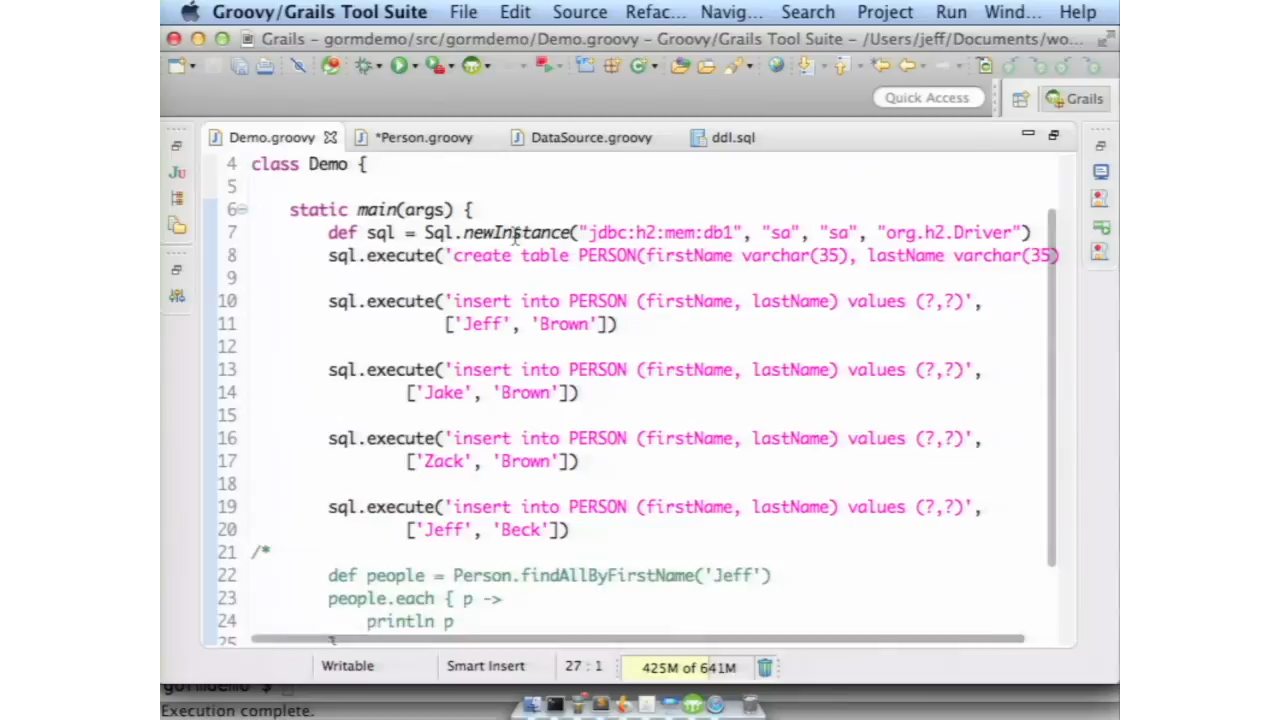 Groovy/Grails Tool Suite File Edit Source Refac... Navig... Search Project Run Wind... Help
Grails - gormdemo/src/gormdemo/Demo.groovy - Groovy/Grails Tool Suite - /Users/jeff/Documents/wo...
Quick Access
Grails
Demo.groovy *Person.groovy DataSource.groovy ddl.sql
4 class Demo {
5
6 static main(args) {
7 def sql = Sql.newInstance("jdbc:h2:mem:db1", "sa", "sa", "org.h2.Driver")
8 sql.execute('create table PERSON(firstName varchar(35), lastName varchar(35)
9
10 sql.execute('insert into PERSON (firstName, lastName) values (?,?)',
11 ['Jeff', 'Brown'])
12
13 sql.execute('insert into PERSON (firstName, lastName) values (?,?)',
14 ['Jake', 'Brown'])
15
16 sql.execute('insert into PERSON (firstName, lastName) values (?,?)',
17 ['Zack', 'Brown'])
18
19 sql.execute('insert into PERSON (firstName, lastName) values (?,?)',
20 ['Jeff', 'Beck'])
21 /*
22 def people = Person.findAllByFirstName('Jeff')
23 people.each { p ->
24 println p
25 }
Writable Smart Insert 27 : 1 425M of 641M
gormdemo $
Execution complete.